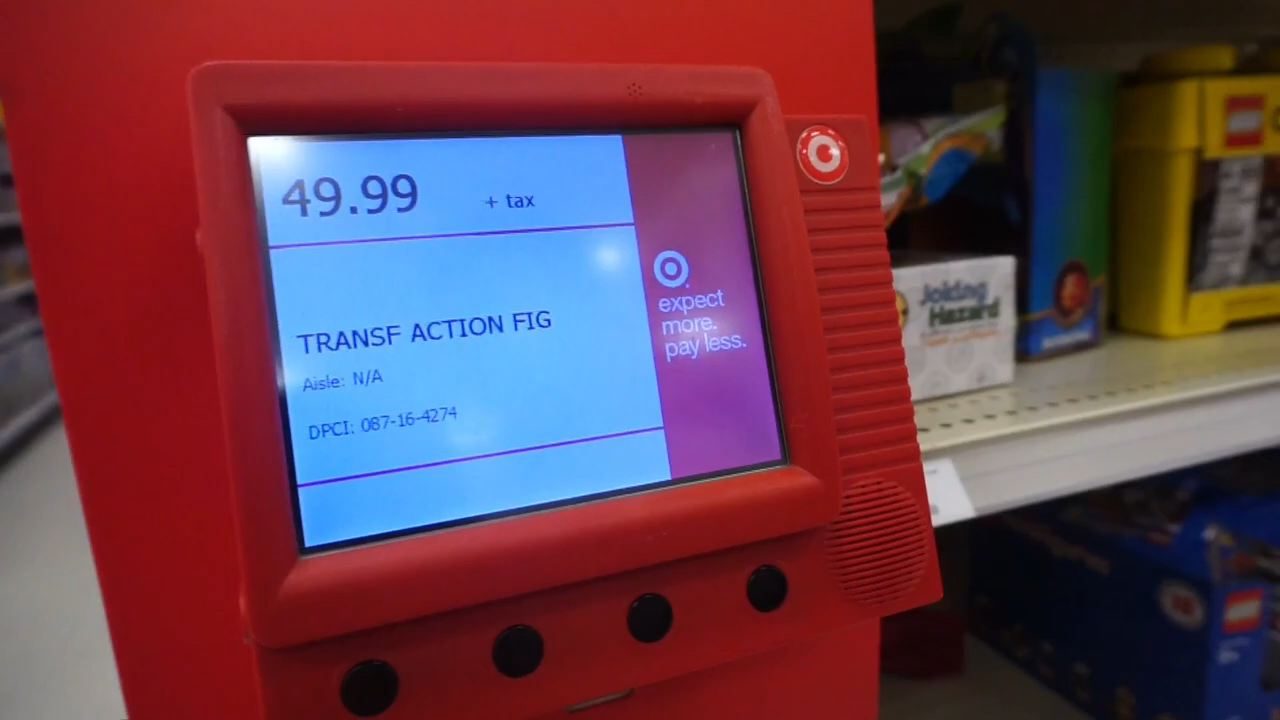 49.99 + tax
TRANSF ACTION FIG
Aisle: N/A
DPCI: 087-16-4274
expect
more.
pay less.
Joking
Hazard